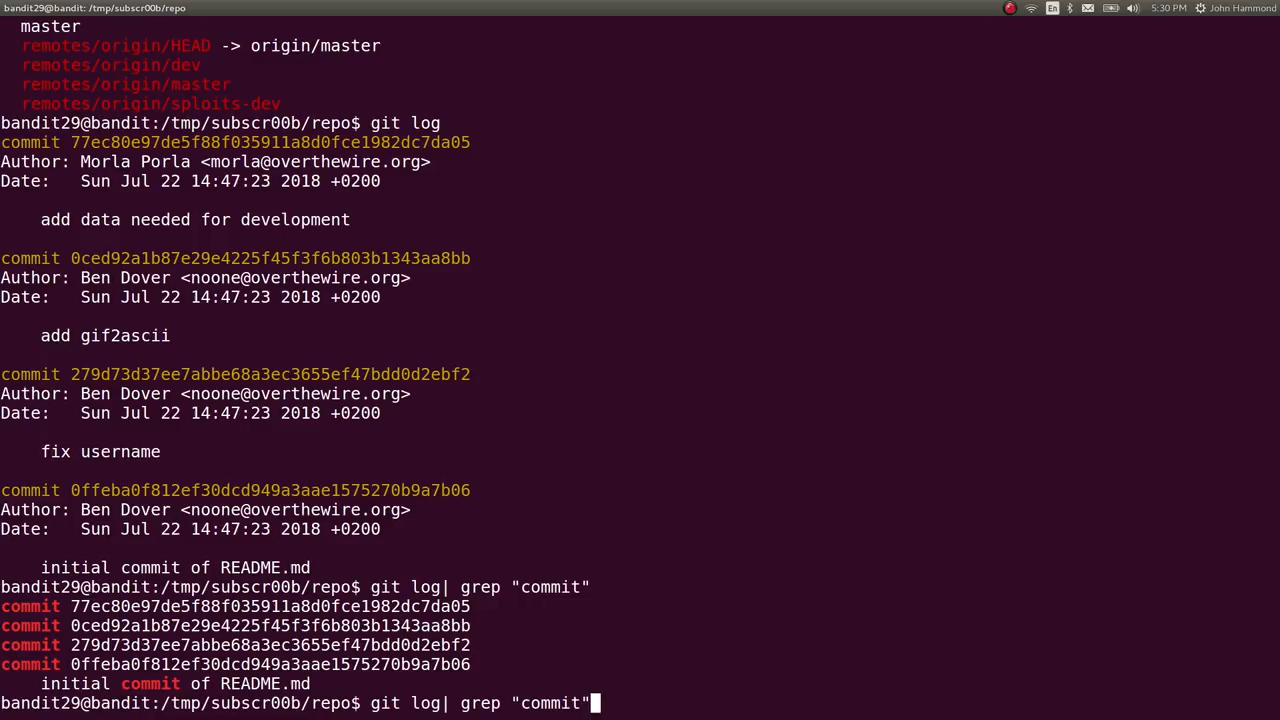 bandit29@bandit: /tmp/subscr00b/repo En 5:30 PM John Hammond
master
remotes/origin/HEAD -> origin/master
remotes/origin/dev
remotes/origin/master
remotes/origin/sploits-dev
bandit29@bandit:/tmp/subscr00b/repo$ git log
commit 77ec80e97de5f88f035911a8d0fce1982dc7da05
Author: Morla Porla <morla@overthewire.org>
Date:   Sun Jul 22 14:47:23 2018 +0200
add data needed for development
commit 0ced92a1b87e29e4225f45f3f6b803b1343aa8bb
Author: Ben Dover <noone@overthewire.org>
Date:   Sun Jul 22 14:47:23 2018 +0200
add gif2ascii
commit 279d73d37ee7abbe68a3ec3655ef47bdd0d2ebf2
Author: Ben Dover <noone@overthewire.org>
Date:   Sun Jul 22 14:47:23 2018 +0200
fix username
commit 0ffeba0f812ef30dcd949a3aae1575270b9a7b06
Author: Ben Dover <noone@overthewire.org>
Date:   Sun Jul 22 14:47:23 2018 +0200
initial commit of README.md
bandit29@bandit:/tmp/subscr00b/repo$ git log| grep "commit"
commit 77ec80e97de5f88f035911a8d0fce1982dc7da05
commit 0ced92a1b87e29e4225f45f3f6b803b1343aa8bb
commit 279d73d37ee7abbe68a3ec3655ef47bdd0d2ebf2
commit 0ffeba0f812ef30dcd949a3aae1575270b9a7b06
initial commit of README.md
bandit29@bandit:/tmp/subscr00b/repo$ git log| grep "commit"